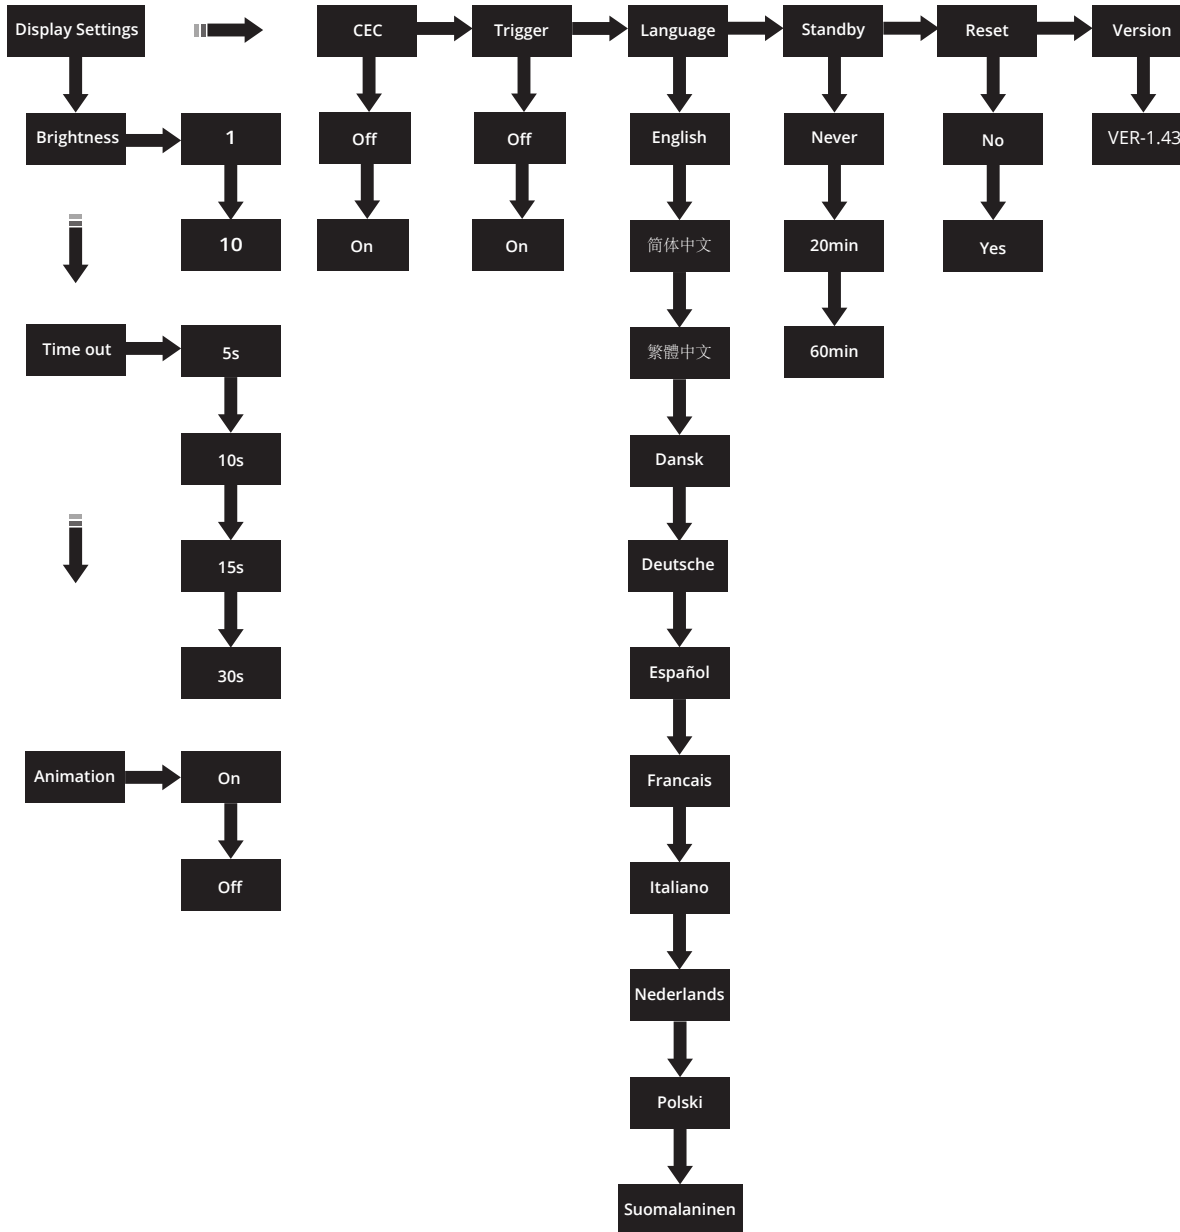 Display Settings
CEC
Trigger
Language
Standby
Reset
Version
Brightness
1
Off
Off
English
Never
No
VER-1.43
10
On
On
简体中文
20min
Yes
Time out
5s
繁體中文
60min
10s
Dansk
15s
Deutsche
30s
Español
Animation
On
Francais
Off
Italiano
Nederlands
Polski
Suomalaninen